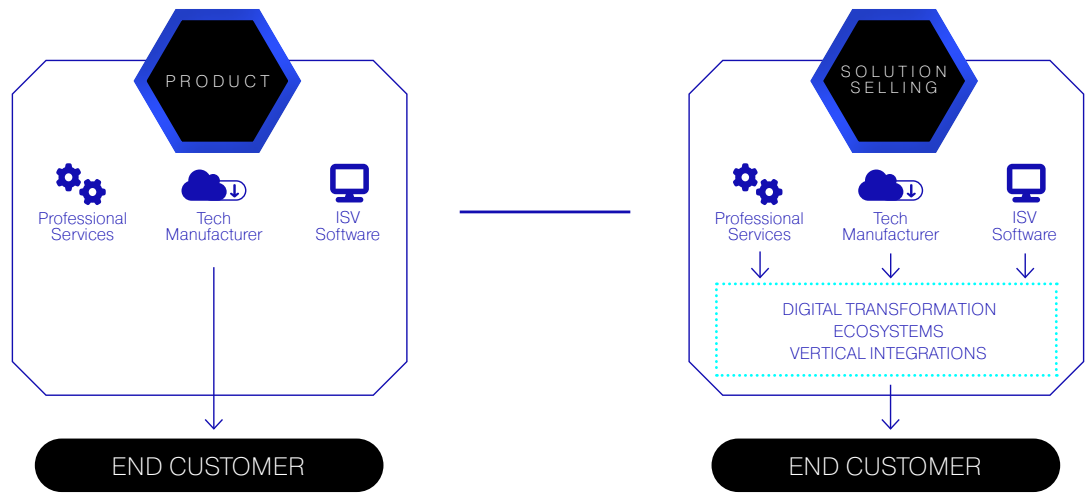 PRODUCT
Professional
Services
Tech
Manufacturer
ISV
Software
END CUSTOMER
SOLUTION
SELLING
Professional
Services
Tech
Manufacturer
ISV
Software
DIGITAL TRANSFORMATION
ECOSYSTEMS
VERTICAL INTEGRATIONS
END CUSTOMER